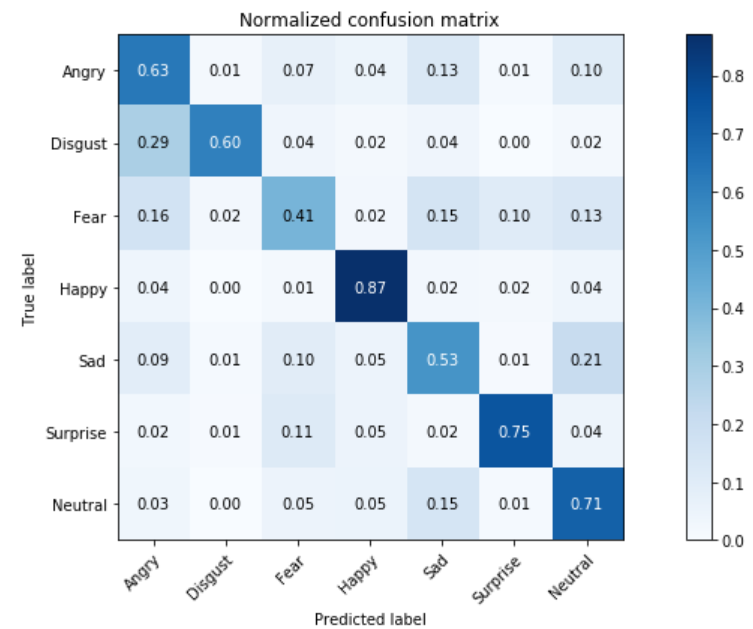 Normalized confusion matrix
Angry 0.63 0.01 0.07 0.04 0.13 0.01 0.10
Disgust 0.29 0.60 0.04 0.02 0.04 0.00 0.02
Fear 0.16 0.02 0.41 0.02 0.15 0.10 0.13
Happy 0.04 0.00 0.01 0.87 0.02 0.02 0.04
Sad 0.09 0.01 0.10 0.05 0.53 0.01 0.21
Surprise 0.02 0.01 0.11 0.05 0.02 0.75 0.04
Neutral 0.03 0.00 0.05 0.05 0.15 0.01 0.71
True label
Angry Disgust Fear Happy Sad Surprise Neutral
Predicted label
0.8
0.7
0.6
0.5
0.4
0.3
0.2
0.1
0.0